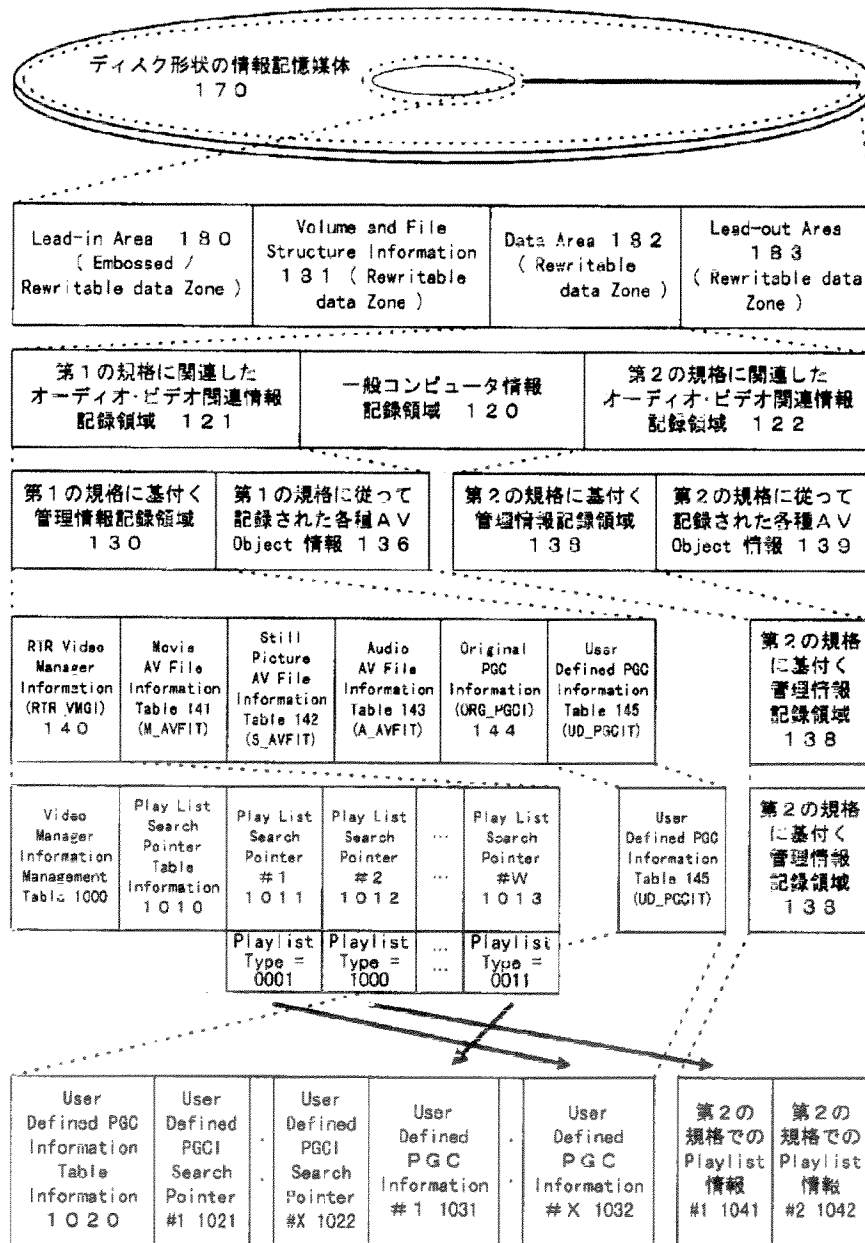 ディスク形状の情報記憶媒体
１７０
Lead-in Area １８０
( Embossed /
Rewritable data Zone )
Volume and File
Structure Information
１８１ ( Rewritable
data Zone )
Data Area １８２
( Rewritable
data Zone )
Lead-out Area
１８３
( Rewritable data
Zone )
第１の規格に関連した
オーディオ･ビデオ関連情報
記録領域 １２１
一般コンピュータ情報
記録領域 １２０
第２の規格に関連した
オーディオ･ビデオ関連情報
記録領域 １２２
第１の規格に基付く
管理情報記録領域
１３０
第１の規格に従って
記録された各種ＡＶ
Object 情報 １３６
第２の規格に基付く
管理情報記録領域
１３８
第２の規格に従って
記録された各種ＡＶ
Object 情報 １３９
RTR Video
Manager
Information
(RTR_VMGI)
１４０
Movie
AV File
Information
Table 141
(M_AVFIT)
Still
Picture
AV File
Information
Table 142
(S_AVFIT)
Audio
AV File
Information
Table 143
(A_AVFIT)
Original
PGC
Information
(ORG_PGCI)
１４４
User
Defined PGC
Information
Table 145
(UD_PGCIT)
第２の規格
に基付く
管理情報
記録領域
１３８
Video
Manager
Information
Management
Table 1000
Play List
Search
Pointer
Table
Information
１０１０
Play List
Search
Pointer
＃1
１０１１
Play List
Search
Pointer
＃2
１０１２
…
…
Play List
Search
Pointer
＃W
１０１３
User
Defined PGC
Information
Table 145
(UD_PGCIT)
第２の規格
に基付く
管理情報
記録領域
１３８
Playlist
Type =
0001
Playlist
Type =
1000
…
…
Playlist
Type =
0011
User
Defined PGC
Information
Table
Information
１０２０
User
Defined
PGCI
Search
Pointer
#1 1021
･
･
User
Defined
PGCI
Search
Pointer
#X 1022
User
Defined
ＰＧＣ
Information
＃１ 1031
･
･
User
Defined
ＰＧＣ
Information
＃Ｘ 1032
第２の
規格での
Playlist
情報
#1 1041
第２の
規格での
Playlist
情報
#2 1042